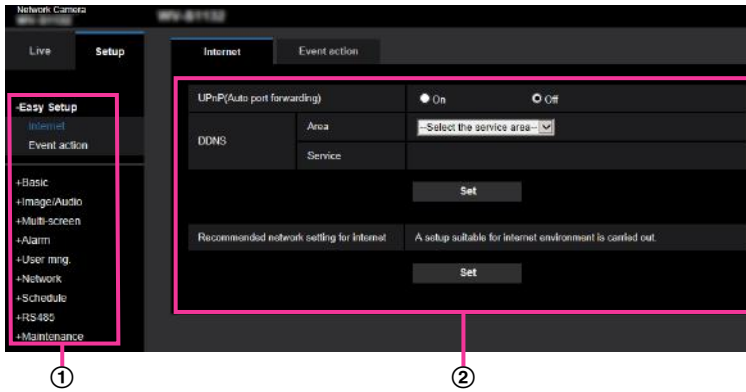 Network Camera
Live
Setup
Internet
Event action
-Easy Setup
Internet
Event action
+Basic
+Image/Audio
+Multi-screen
+Alarm
+User mng.
+Network
+Schedule
+RS485
+Maintenance
UPnP(Auto port forwarding)
On
Off
DDNS
Area
--Select the service area--
Service
Set
Recommended network setting for internet
A setup suitable for internet environment is carried out.
Set
①
②